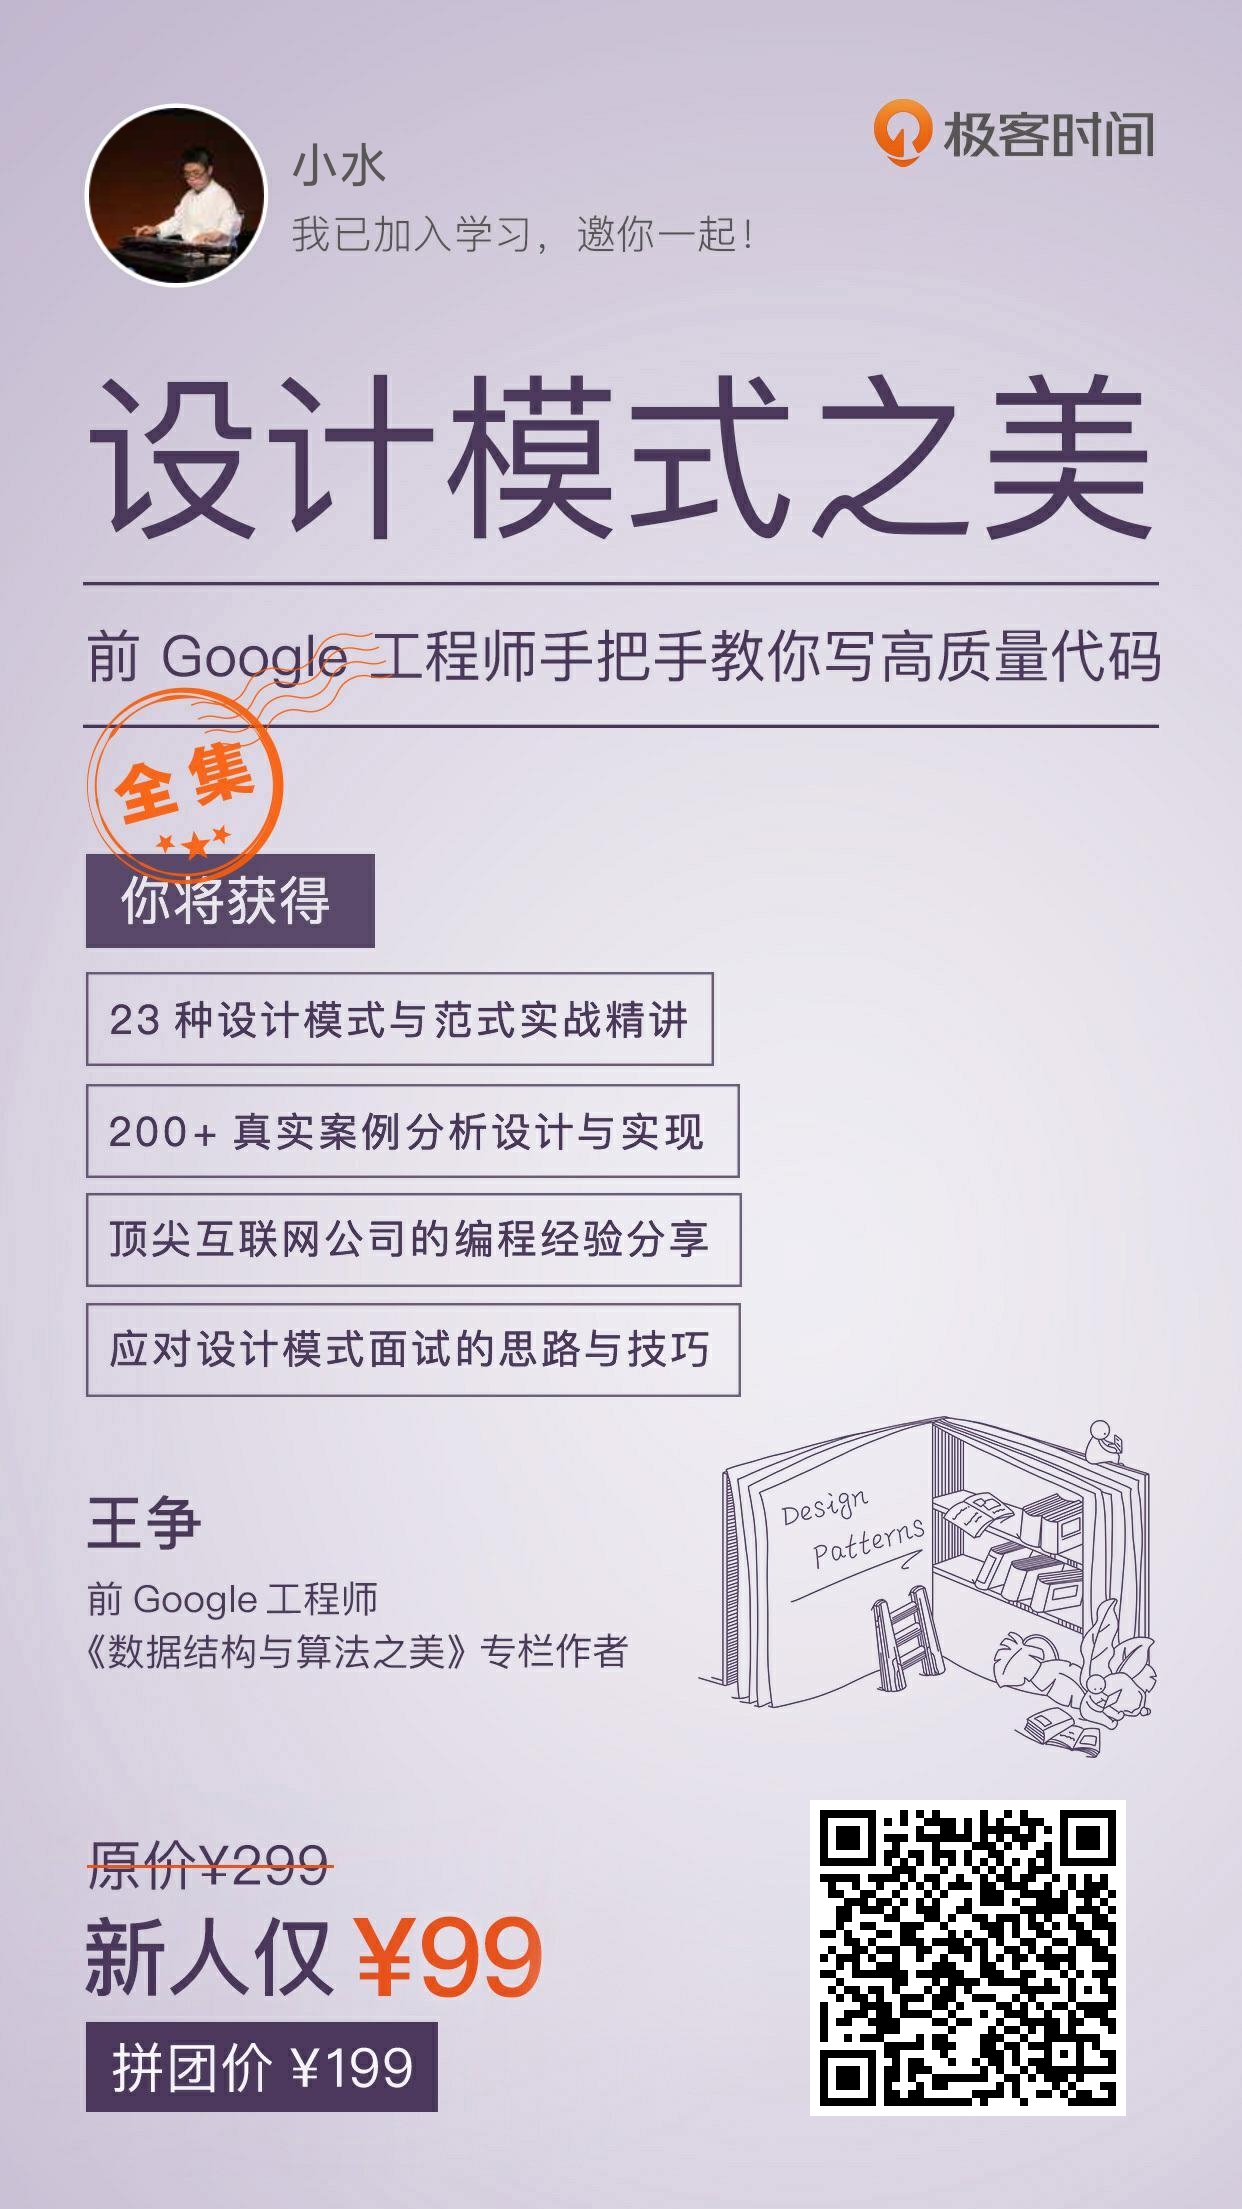 极客时间
小水
我已加入学习，邀你一起！
设计模式之美
前 Google 工程师手把手教你写高质量代码
全集
你将获得
23 种设计模式与范式实战精讲
200+ 真实案例分析设计与实现
顶尖互联网公司的编程经验分享
应对设计模式面试的思路与技巧
Design
Patterns
王争
前 Google 工程师
《数据结构与算法之美》专栏作者
原价¥299
新人仅 ¥99
拼团价 ¥199